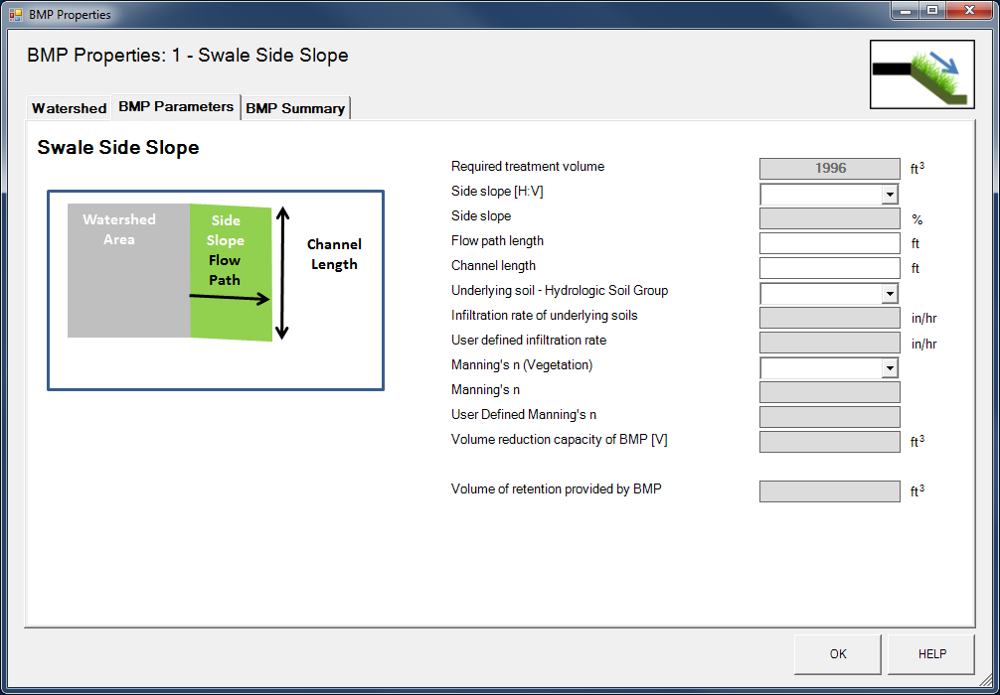 BMP Properties
BMP Properties: 1 - Swale Side Slope
Watershed BMP Parameters BMP Summary
Swale Side Slope
Watershed
Area
Side
Slope
Flow
Path
Channel
Length
Required treatment volume 1996 ft³
Side slope [H:V]
Side slope %
Flow path length ft
Channel length ft
Underlying soil - Hydrologic Soil Group
Infiltration rate of underlying soils in/hr
User defined infiltration rate in/hr
Manning's n (Vegetation)
Manning's n
User Defined Manning's n
Volume reduction capacity of BMP [V] ft³
Volume of retention provided by BMP ft³
OK HELP